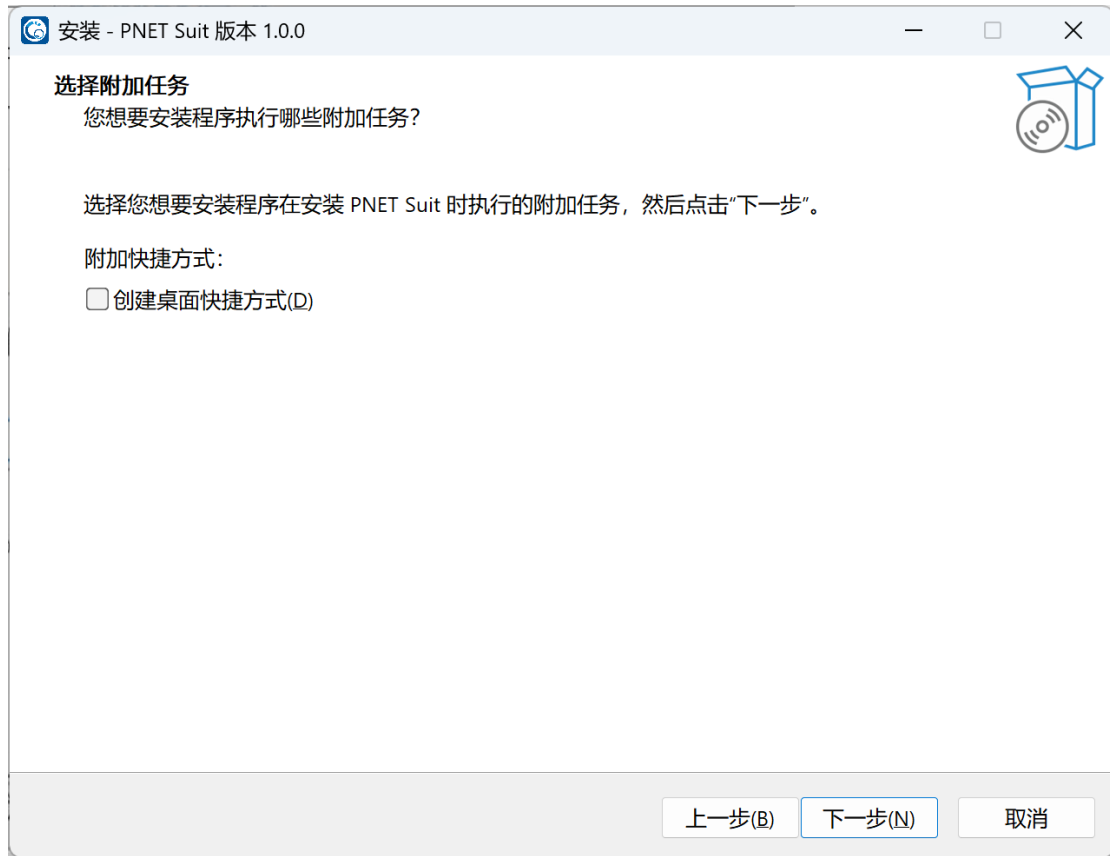 安装 - PNET Suit 版本 1.0.0
选择附加任务
您想要安装程序执行哪些附加任务?
选择您想要安装程序在安装 PNET Suit 时执行的附加任务，然后点击“下一步”。
附加快捷方式：
创建桌面快捷方式(D)
上一步(B) 下一步(N) 取消